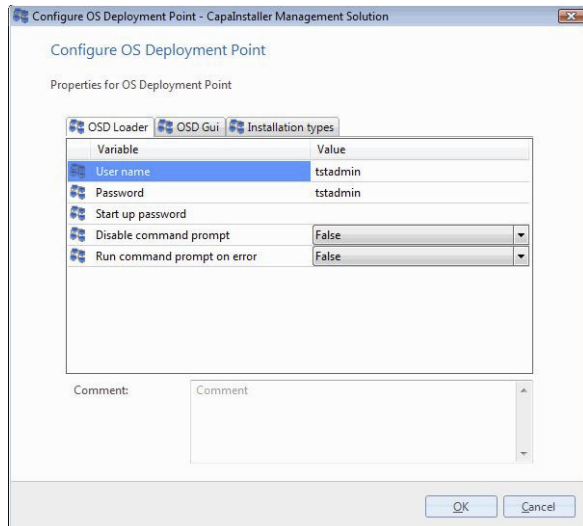 Configure OS Deployment Point - CapaInstaller Management Solution
Configure OS Deployment Point
Properties for OS Deployment Point
OSD Loader OSD Gui Installation types
Variable Value
User name tstadmin
Password tstadmin
Start up password
Disable command prompt False
Run command prompt on error False
Comment: Comment
OK Cancel